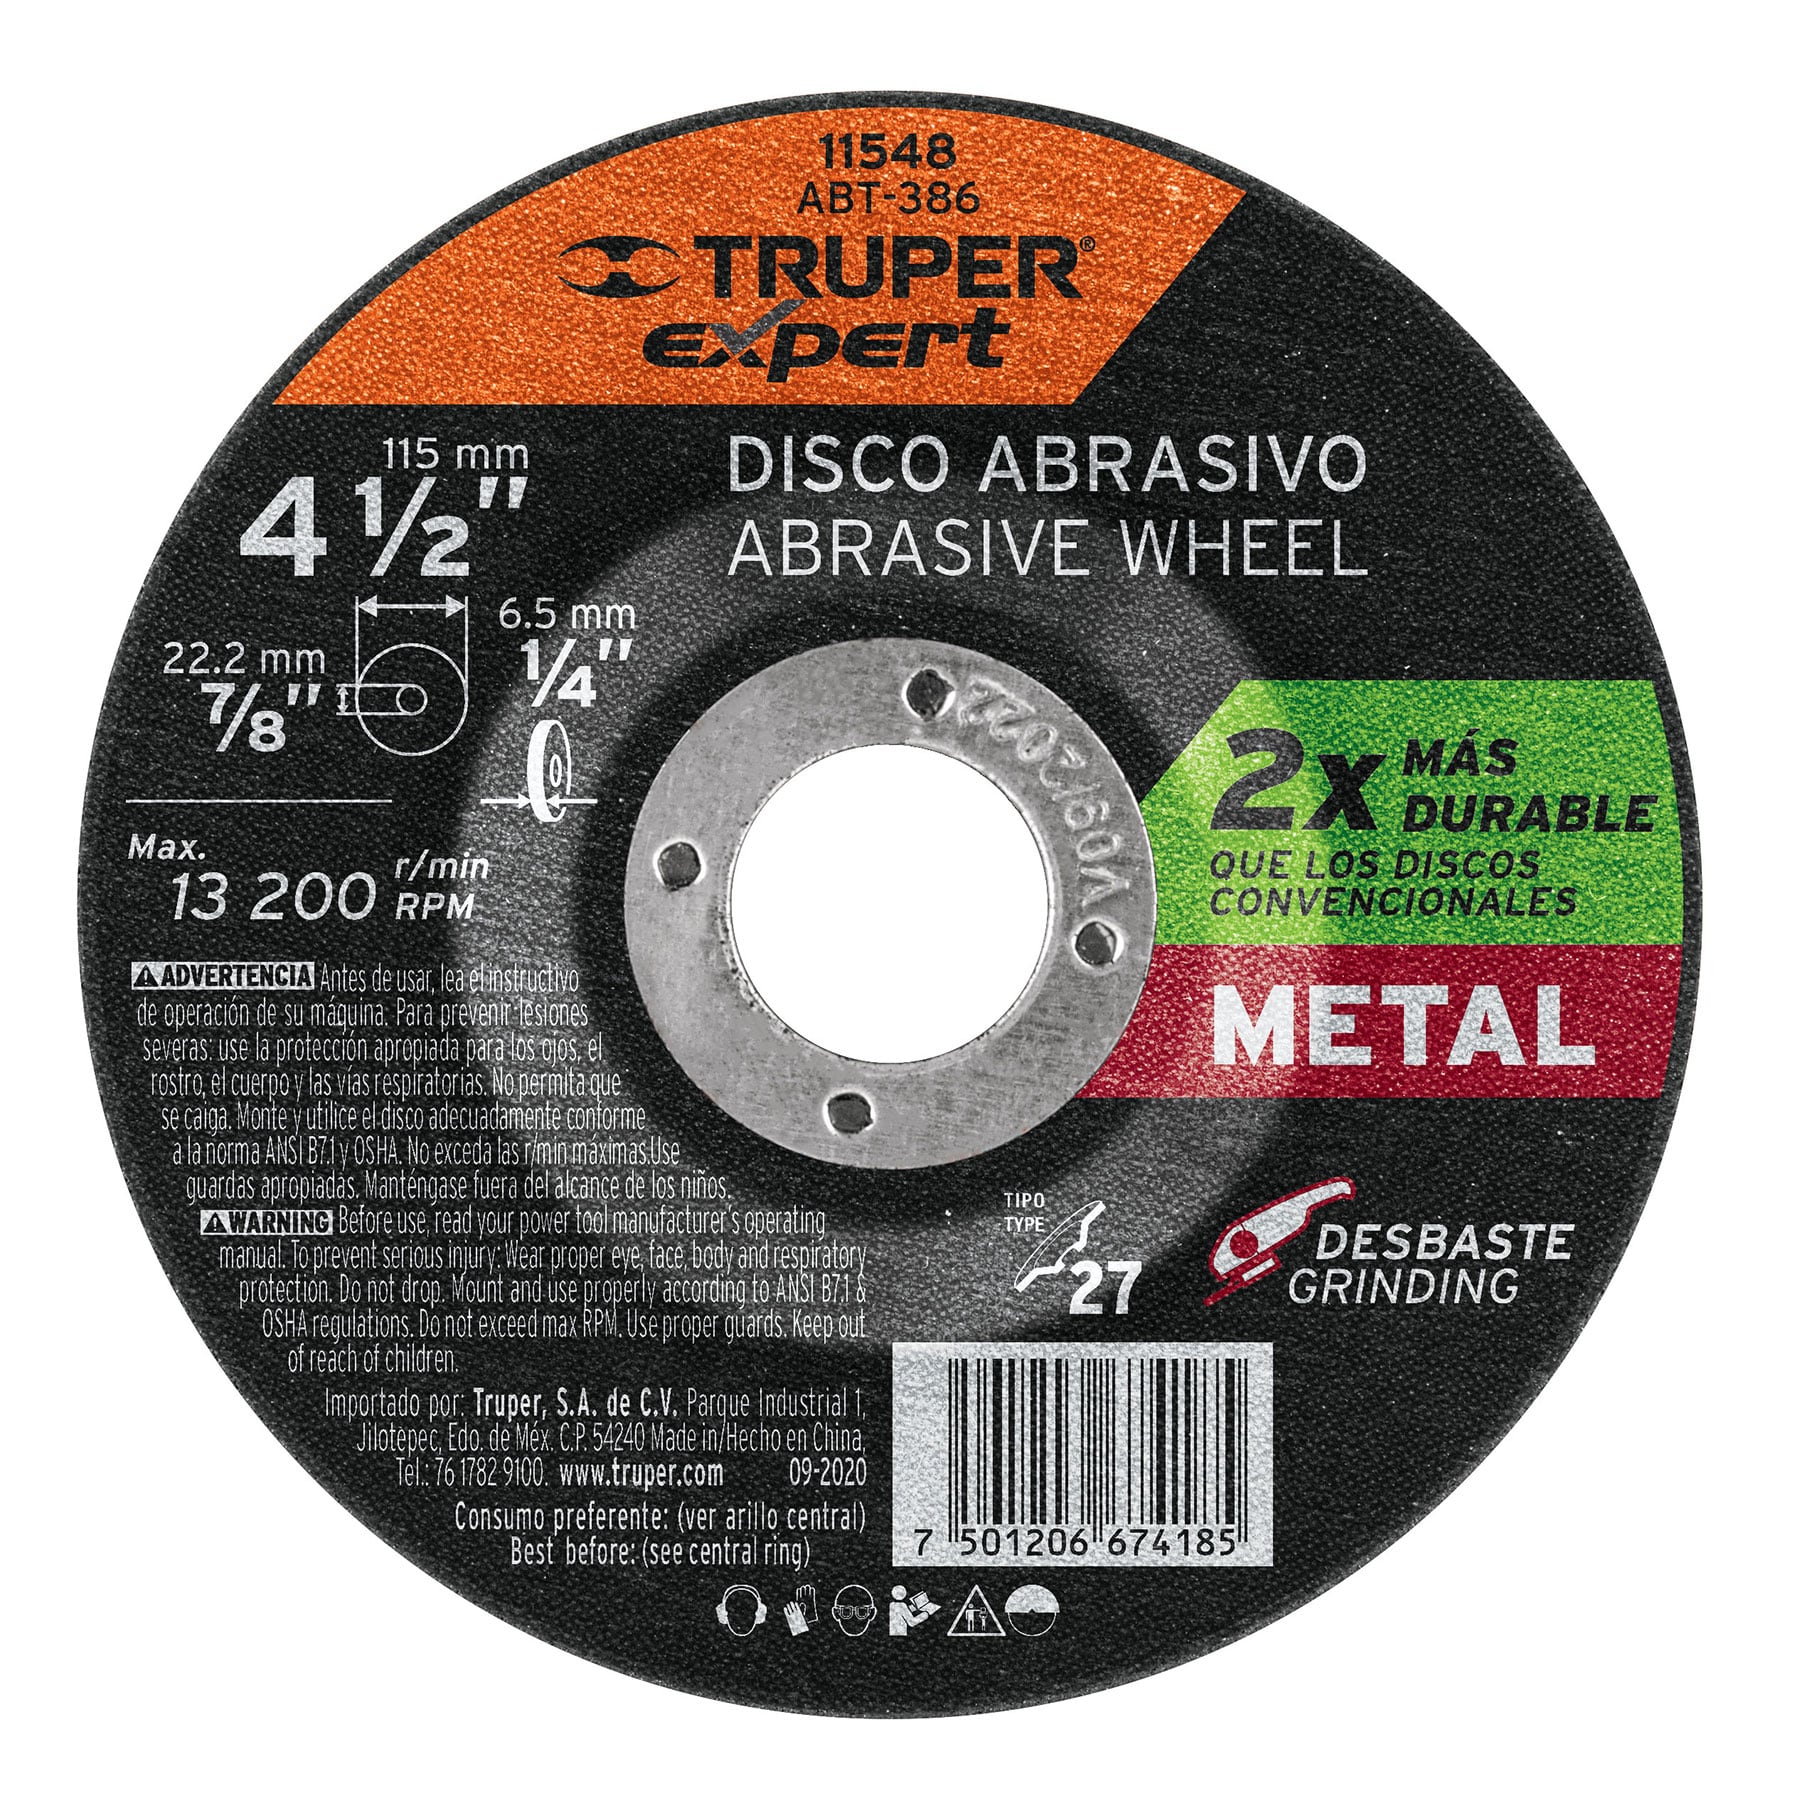 11548
ABT-386
TRUPER®
expert
115 mm
4 1/2"
DISCO ABRASIVO
ABRASIVE WHEEL
6.5 mm
1/4"
22.2 mm
7/8"
V09/2022
2x MÁS
DURABLE
QUE LOS DISCOS
CONVENCIONALES
Max.
13 200 r/min
RPM
METAL
ADVERTENCIA Antes de usar, lea el instructivo
de operación de su máquina. Para prevenir lesiones
severas: use la protección apropiada para los ojos, el
rostro, el cuerpo y las vías respiratorias. No permita que
se caiga. Monte y utilice el disco adecuadamente conforme
a la norma ANSI B7.1 y OSHA. No exceda las r/min máximas.Use
guardas apropiadas. Manténgase fuera del alcance de los niños.
WARNING Before use, read your power tool manufacturer's operating
manual. To prevent serious injury: Wear proper eye, face, body and respiratory
protection. Do not drop. Mount and use properly according to ANSI B7.1 &
OSHA regulations. Do not exceed max RPM. Use proper guards. Keep out
of reach of children.
TIPO
TYPE
27
DESBASTE
GRINDING
Importado por: Truper, S.A. de C.V. Parque Industrial 1,
Jilotepec, Edo. de Méx. C.P. 54240 Made in/Hecho en China,
Tel.: 76 1782 9100. www.truper.com 09-2020
Consumo preferente: (ver arillo central)
Best before: (see central ring)
7 501206 674185